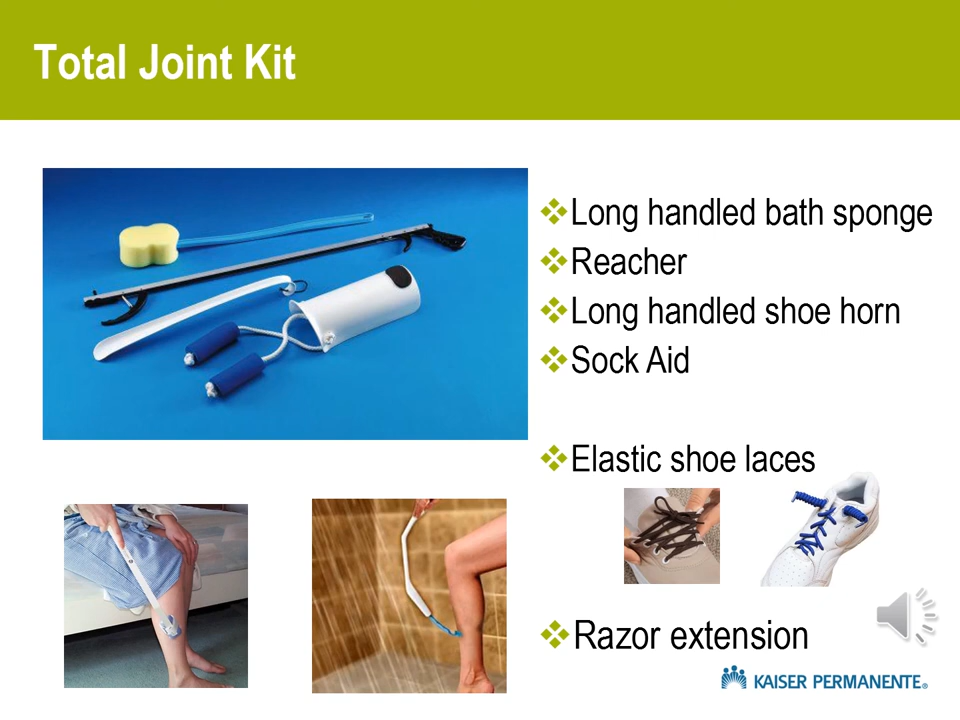 Total Joint Kit
Long handled bath sponge
Reacher
Long handled shoe horn
Sock Aid
Elastic shoe laces
Razor extension
KAISER PERMANENTE®